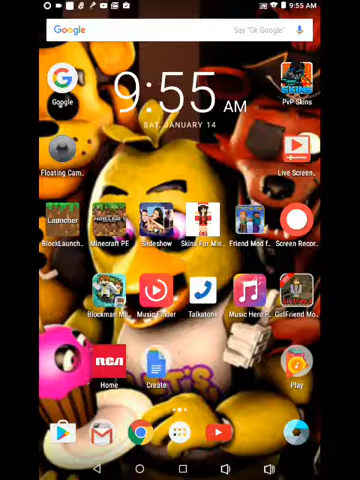 9:55 AM
Google
Say "Ok Google"
9:55 AM
SAT, JANUARY 14
Google
PvP Skins
Floating Cam..
Live Screen..
Launcher
BlockLaunch..
Minecraft PE
Slideshow
Skins For Min..
Friend Mod f..
Screen Recor..
Blockman Mu..
Music Finder
Talkatone
Music Hero P..
GirlFriend Mo..
RCA
Home
Create
Play